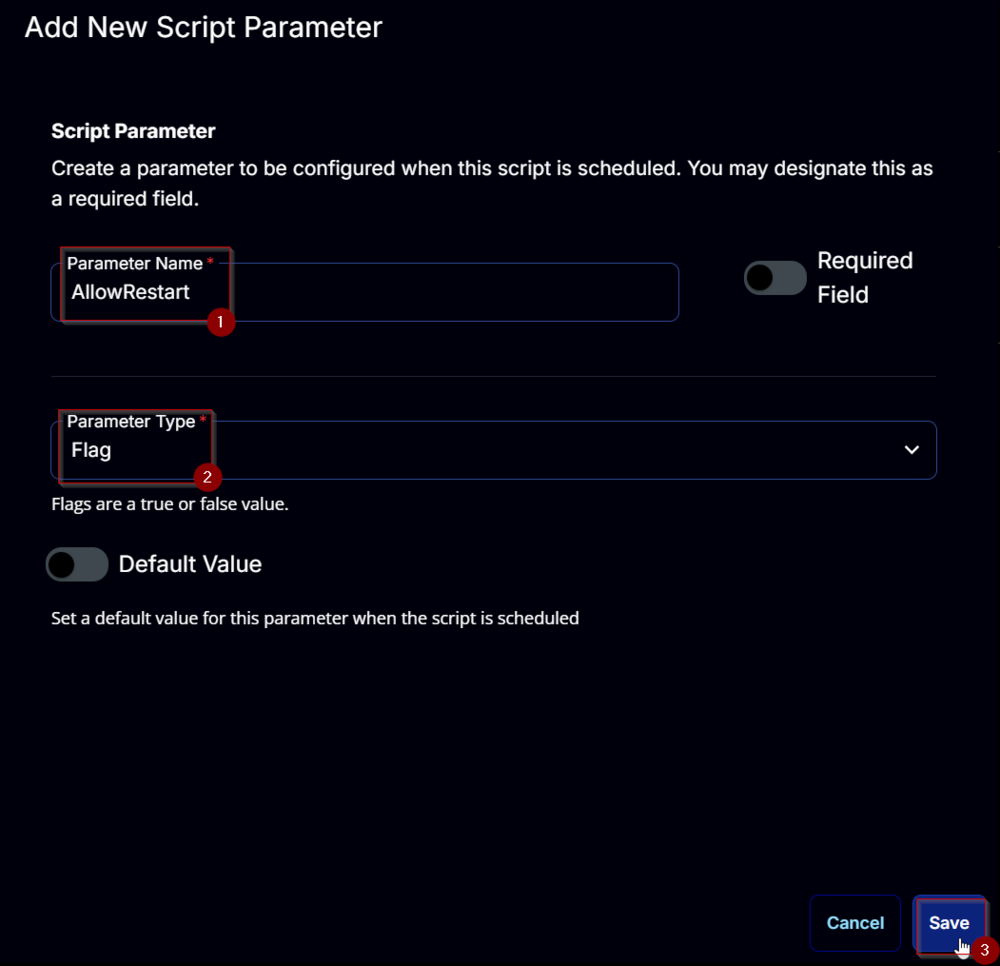 Add New Script Parameter
Script Parameter
Create a parameter to be configured when this script is scheduled. You may designate this as
a required field.
Parameter Name *
AllowRestart
1
Required
Field
Parameter Type *
Flag
2
Flags are a true or false value.
Default Value
Set a default value for this parameter when the script is scheduled
Cancel
Save
3